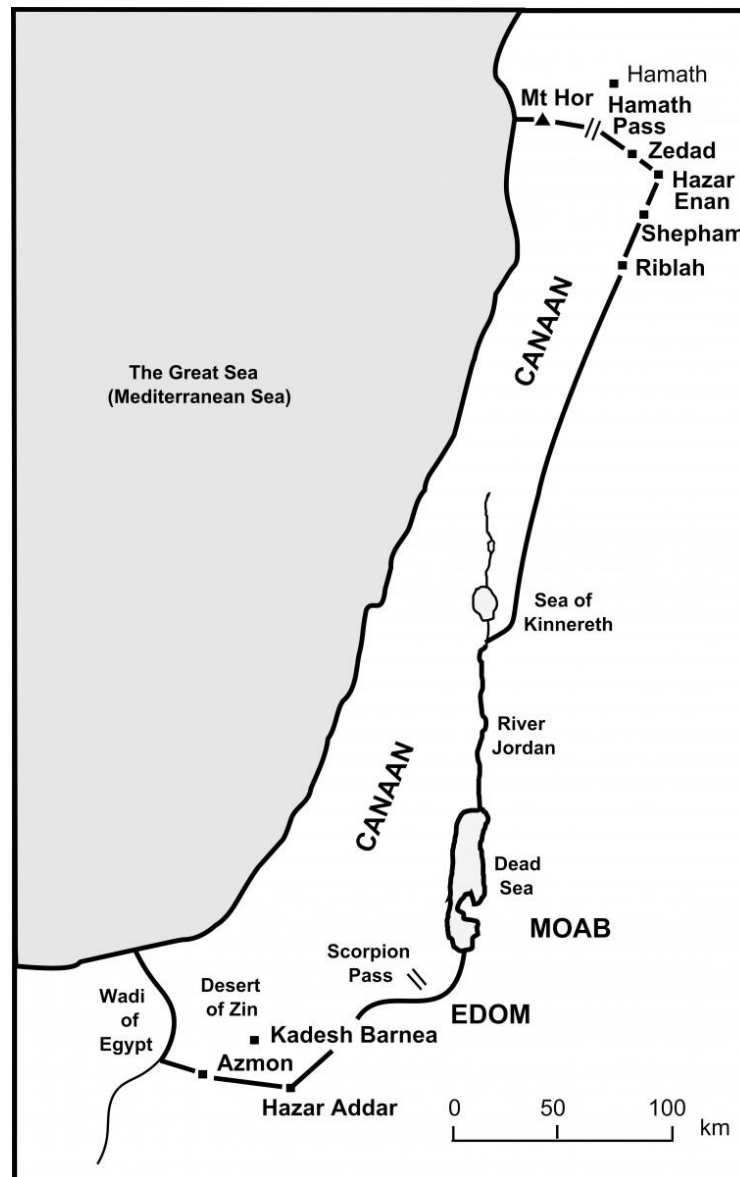 Hamath
Mt Hor
Hamath
Pass
Zedad
Hazar
Enan
Shepham
Riblah
CANAAN
The Great Sea
(Mediterranean Sea)
Sea of
Kinnereth
River
Jordan
CANAAN
Dead
Sea
MOAB
Scorpion
Pass
EDOM
Wadi
of
Egypt
Desert
of Zin
Kadesh Barnea
Azmon
Hazar Addar
0 50 100
km